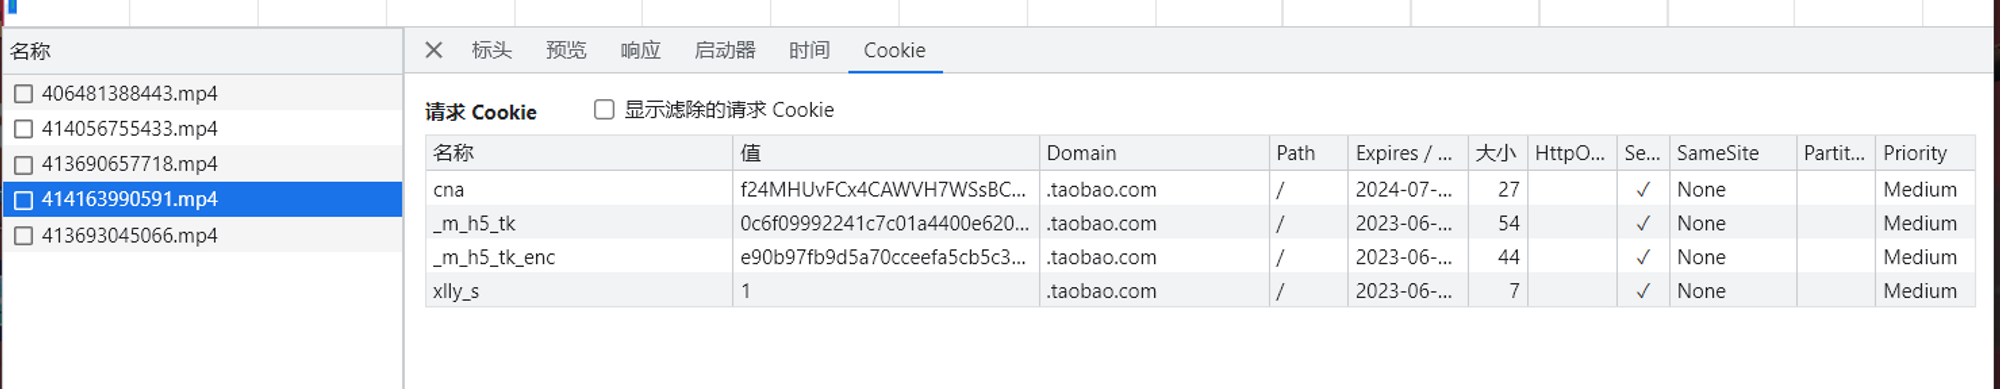 名称
406481388443.mp4
414056755433.mp4
413690657718.mp4
414163990591.mp4
413693045066.mp4
标头 预览 响应 启动器 时间 Cookie
请求 Cookie 显示滤除的请求 Cookie
名称 值 Domain Path Expires / ... 大小 HttpO... Se... SameSite Partit... Priority
cna f24MHUvFCx4CAWVH7WSsBC... .taobao.com / 2024-07-... 27 ✓ None Medium
_m_h5_tk 0c6f09992241c7c01a4400e620... .taobao.com / 2023-06-... 54 ✓ None Medium
_m_h5_tk_enc e90b97fb9d5a70cceefa5cb5c3... .taobao.com / 2023-06-... 44 ✓ None Medium
xlly_s 1 .taobao.com / 2023-06-... 7 ✓ None Medium